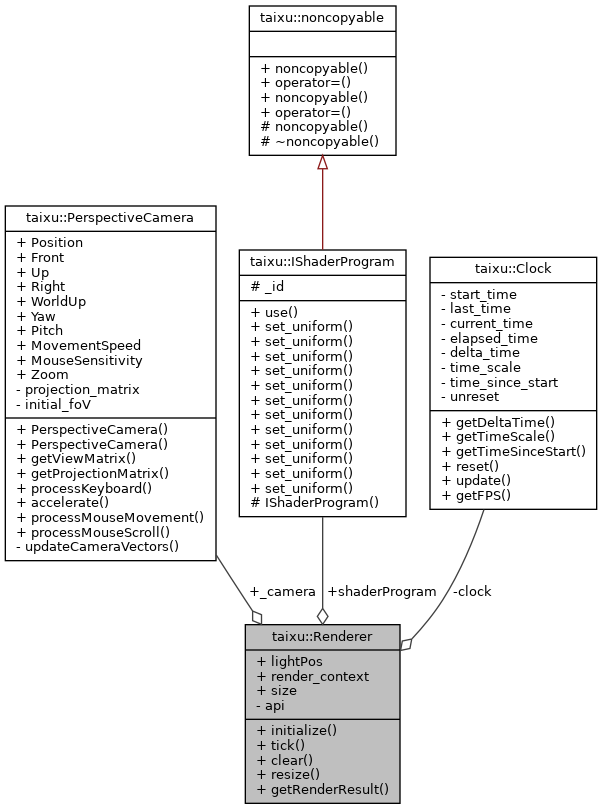 taixu::noncopyable
+ noncopyable()
+ operator=()
+ noncopyable()
+ operator=()
# noncopyable()
# ~noncopyable()
taixu::PerspectiveCamera
+ Position
+ Front
+ Up
+ Right
+ WorldUp
+ Yaw
+ Pitch
+ MovementSpeed
+ MouseSensitivity
+ Zoom
- projection_matrix
- initial_foV
+ PerspectiveCamera()
+ PerspectiveCamera()
+ getViewMatrix()
+ getProjectionMatrix()
+ processKeyboard()
+ accelerate()
+ processMouseMovement()
+ processMouseScroll()
- updateCameraVectors()
taixu::IShaderProgram
# _id
+ use()
+ set_uniform()
+ set_uniform()
+ set_uniform()
+ set_uniform()
+ set_uniform()
+ set_uniform()
+ set_uniform()
+ set_uniform()
+ set_uniform()
+ set_uniform()
+ set_uniform()
+ set_uniform()
# IShaderProgram()
taixu::Clock
- start_time
- last_time
- current_time
- elapsed_time
- delta_time
- time_scale
- time_since_start
- unreset
+ getDeltaTime()
+ getTimeScale()
+ getTimeSinceStart()
+ reset()
+ update()
+ getFPS()
+_camera
+shaderProgram
-clock
taixu::Renderer
+ lightPos
+ render_context
+ size
- api
+ initialize()
+ tick()
+ clear()
+ resize()
+ getRenderResult()